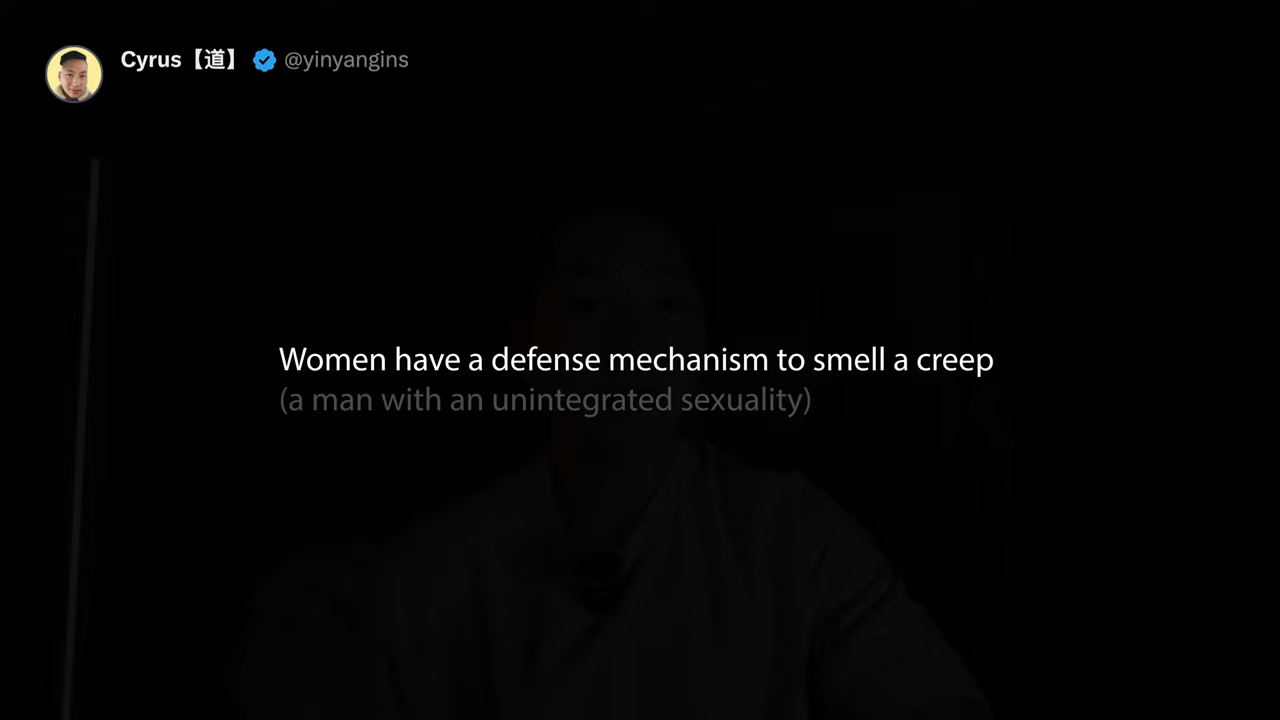 Cyrus【道】 @yinyangins
Women have a defense mechanism to smell a creep
(a man with an unintegrated sexuality)